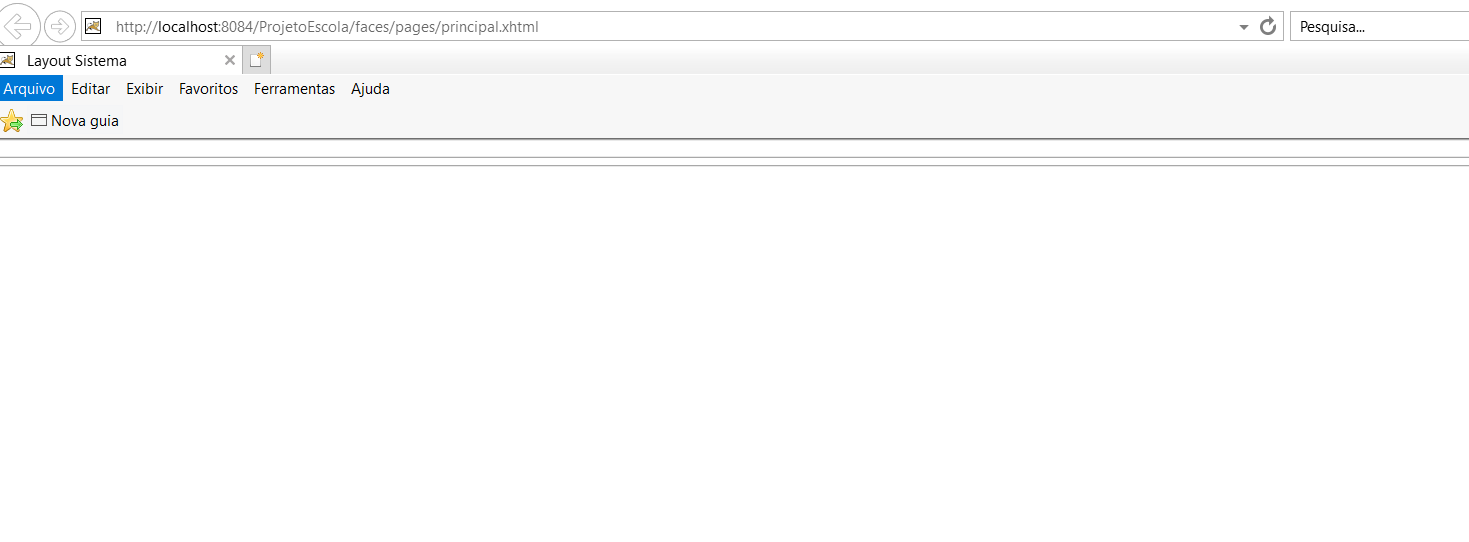 http://localhost:8084/ProjetoEscola/faces/pages/principal.xhtml Pesquisa...
Layout Sistema
Arquivo Editar Exibir Favoritos Ferramentas Ajuda
Nova guia